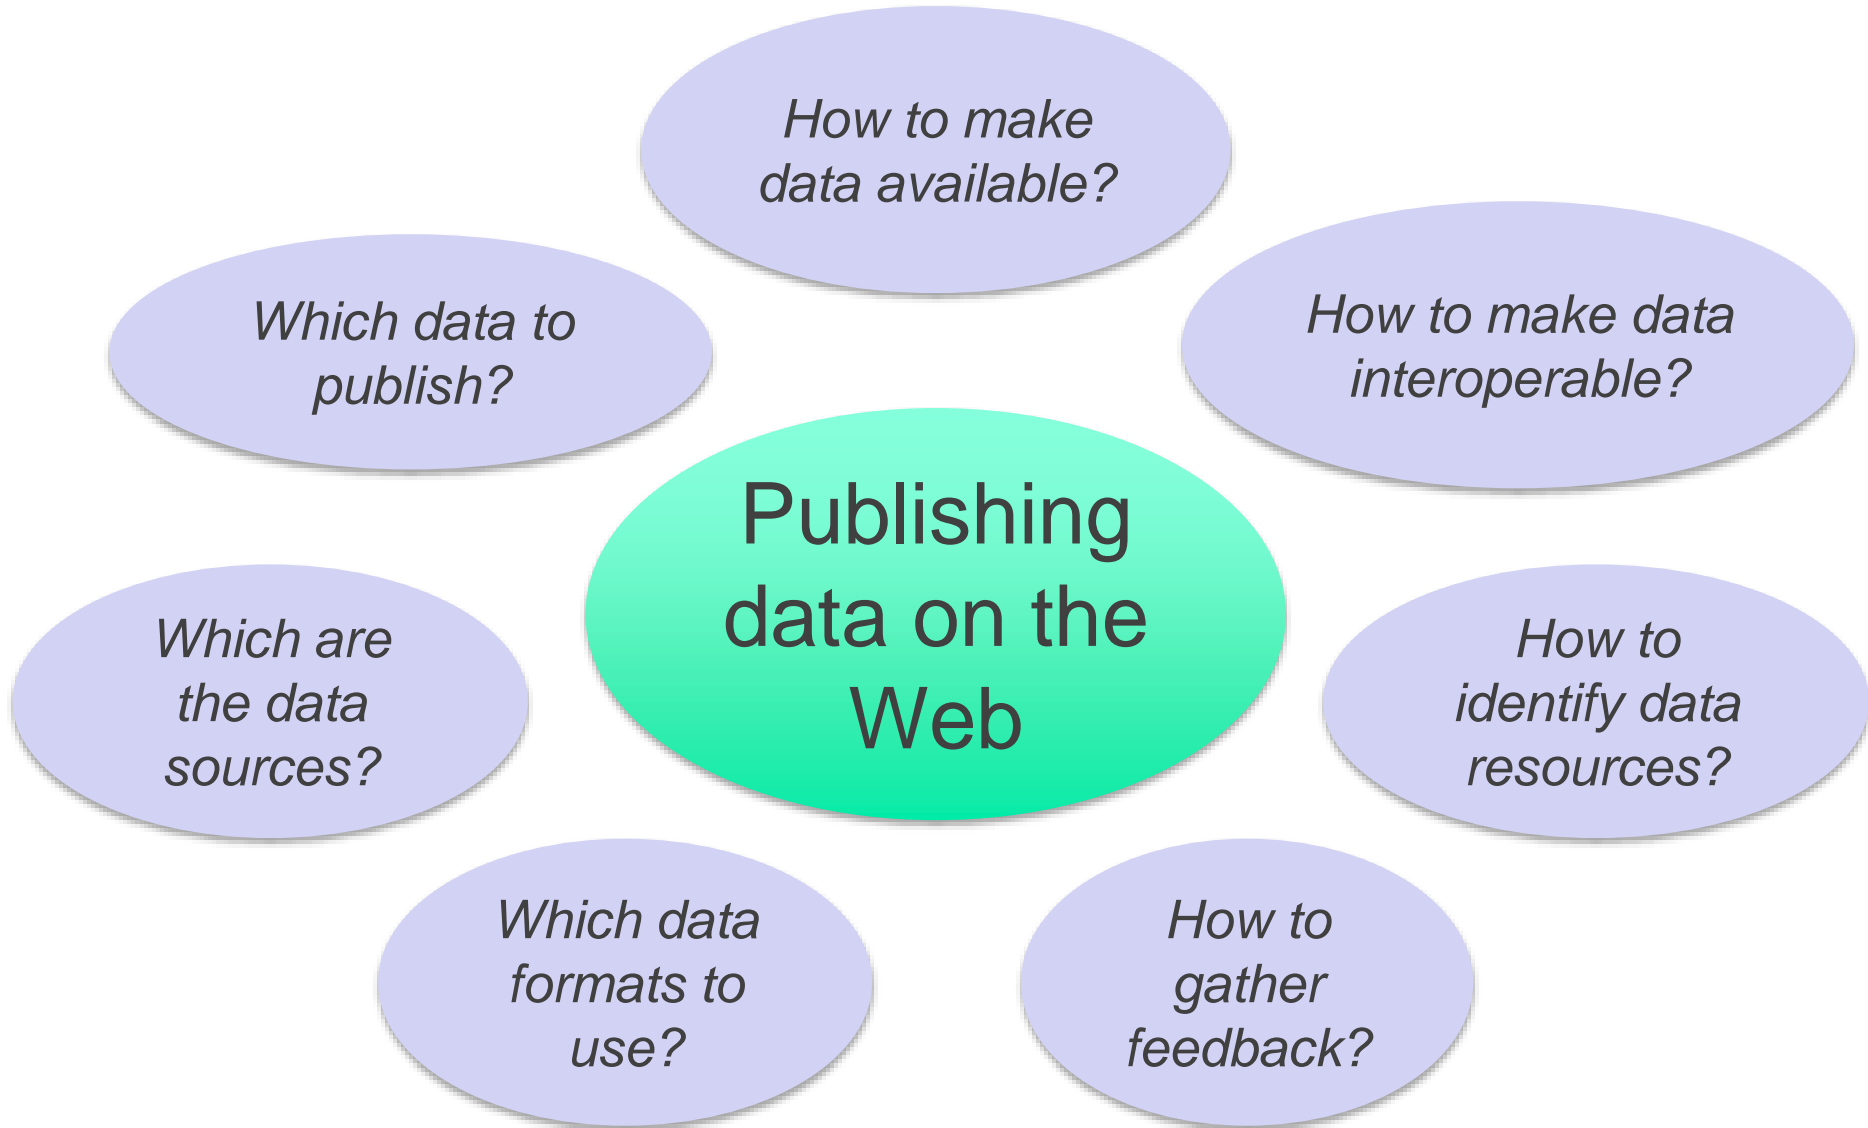 How to make
data available?
Which data to
publish?
How to make data
interoperable?
Publishing
data on the
Web
Which are
the data
sources?
How to
identify data
resources?
Which data
formats to
use?
How to
gather
feedback?